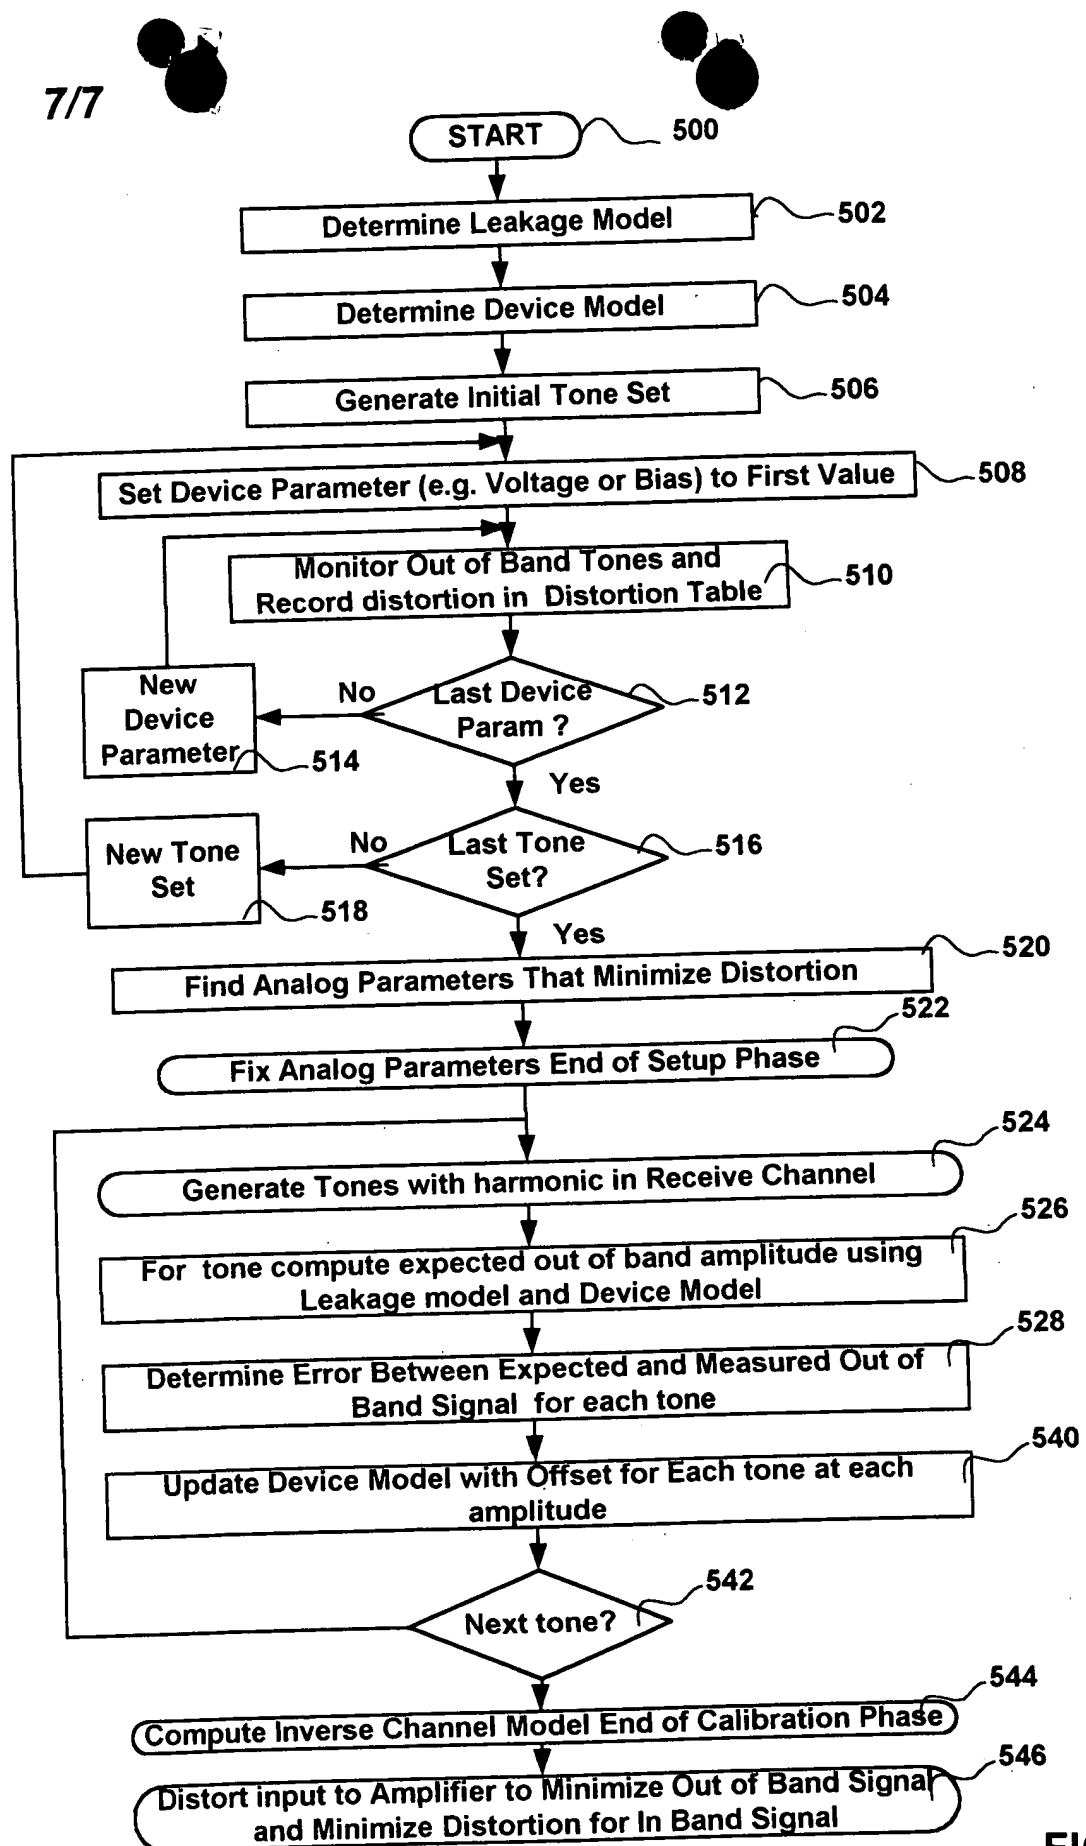 7/7
START
500
Determine Leakage Model
502
Determine Device Model
504
Generate Initial Tone Set
506
Set Device Parameter (e.g. Voltage or Bias) to First Value
508
Monitor Out of Band Tones and
Record distortion in Distortion Table
510
Last Device
Param ?
512
No
New
Device
Parameter
514
Yes
Last Tone
Set?
516
No
New Tone
Set
518
Yes
Find Analog Parameters That Minimize Distortion
520
Fix Analog Parameters End of Setup Phase
522
Generate Tones with harmonic in Receive Channel
524
For tone compute expected out of band amplitude using
Leakage model and Device Model
526
Determine Error Between Expected and Measured Out of
Band Signal for each tone
528
Update Device Model with Offset for Each tone at each
amplitude
540
Next tone?
542
Compute Inverse Channel Model End of Calibration Phase
544
Distort input to Amplifier to Minimize Out of Band Signal
and Minimize Distortion for In Band Signal
546